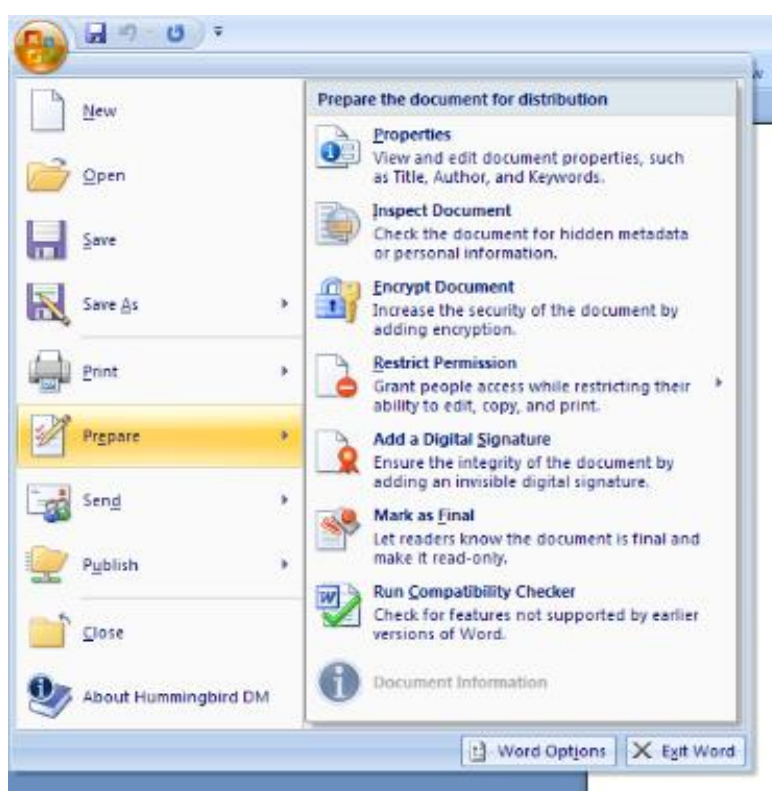 New
Open
Save
Save As
Print
Prepare
Send
Publish
Close
About Hummingbird DM
Prepare the document for distribution
Properties
View and edit document properties, such
as Title, Author, and Keywords.
Inspect Document
Check the document for hidden metadata
or personal information.
Encrypt Document
Increase the security of the document by
adding encryption.
Restrict Permission
Grant people access while restricting their
ability to edit, copy, and print.
Add a Digital Signature
Ensure the integrity of the document by
adding an invisible digital signature.
Mark as Final
Let readers know the document is final and
make it read-only.
Run Compatibility Checker
Check for features not supported by earlier
versions of Word.
Document Information
Word Options
Exit Word